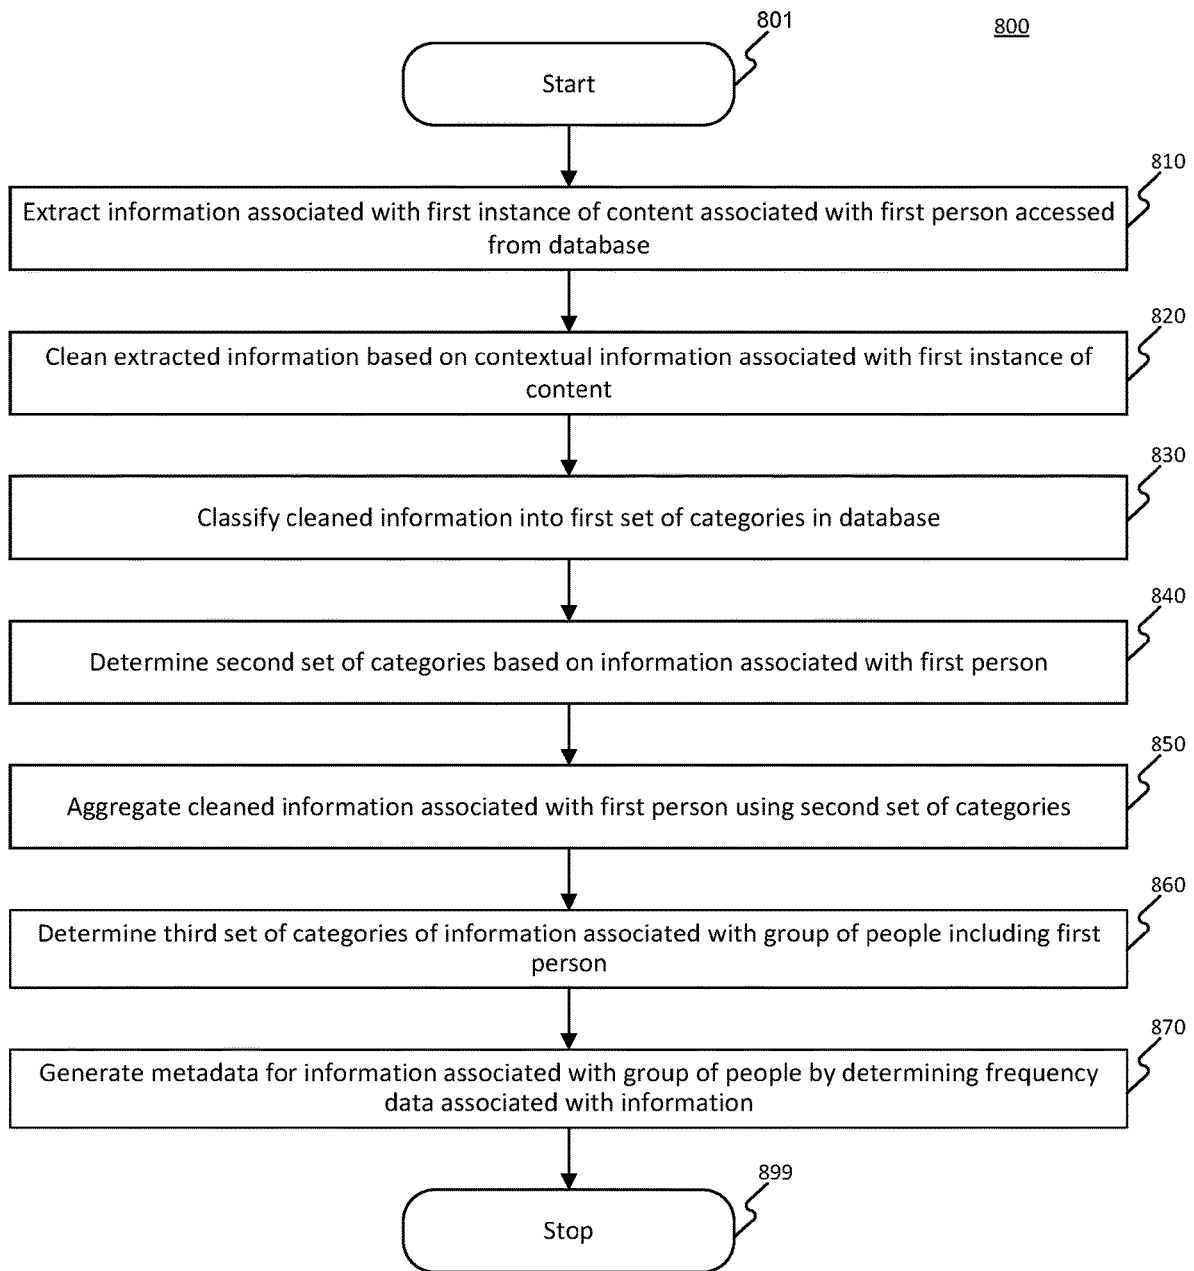 801
800
Start
810
Extract information associated with first instance of content associated with first person accessed
from database
820
Clean extracted information based on contextual information associated with first instance of
content
830
Classify cleaned information into first set of categories in database
840
Determine second set of categories based on information associated with first person
850
Aggregate cleaned information associated with first person using second set of categories
860
Determine third set of categories of information associated with group of people including first
person
870
Generate metadata for information associated with group of people by determining frequency
data associated with information
899
Stop